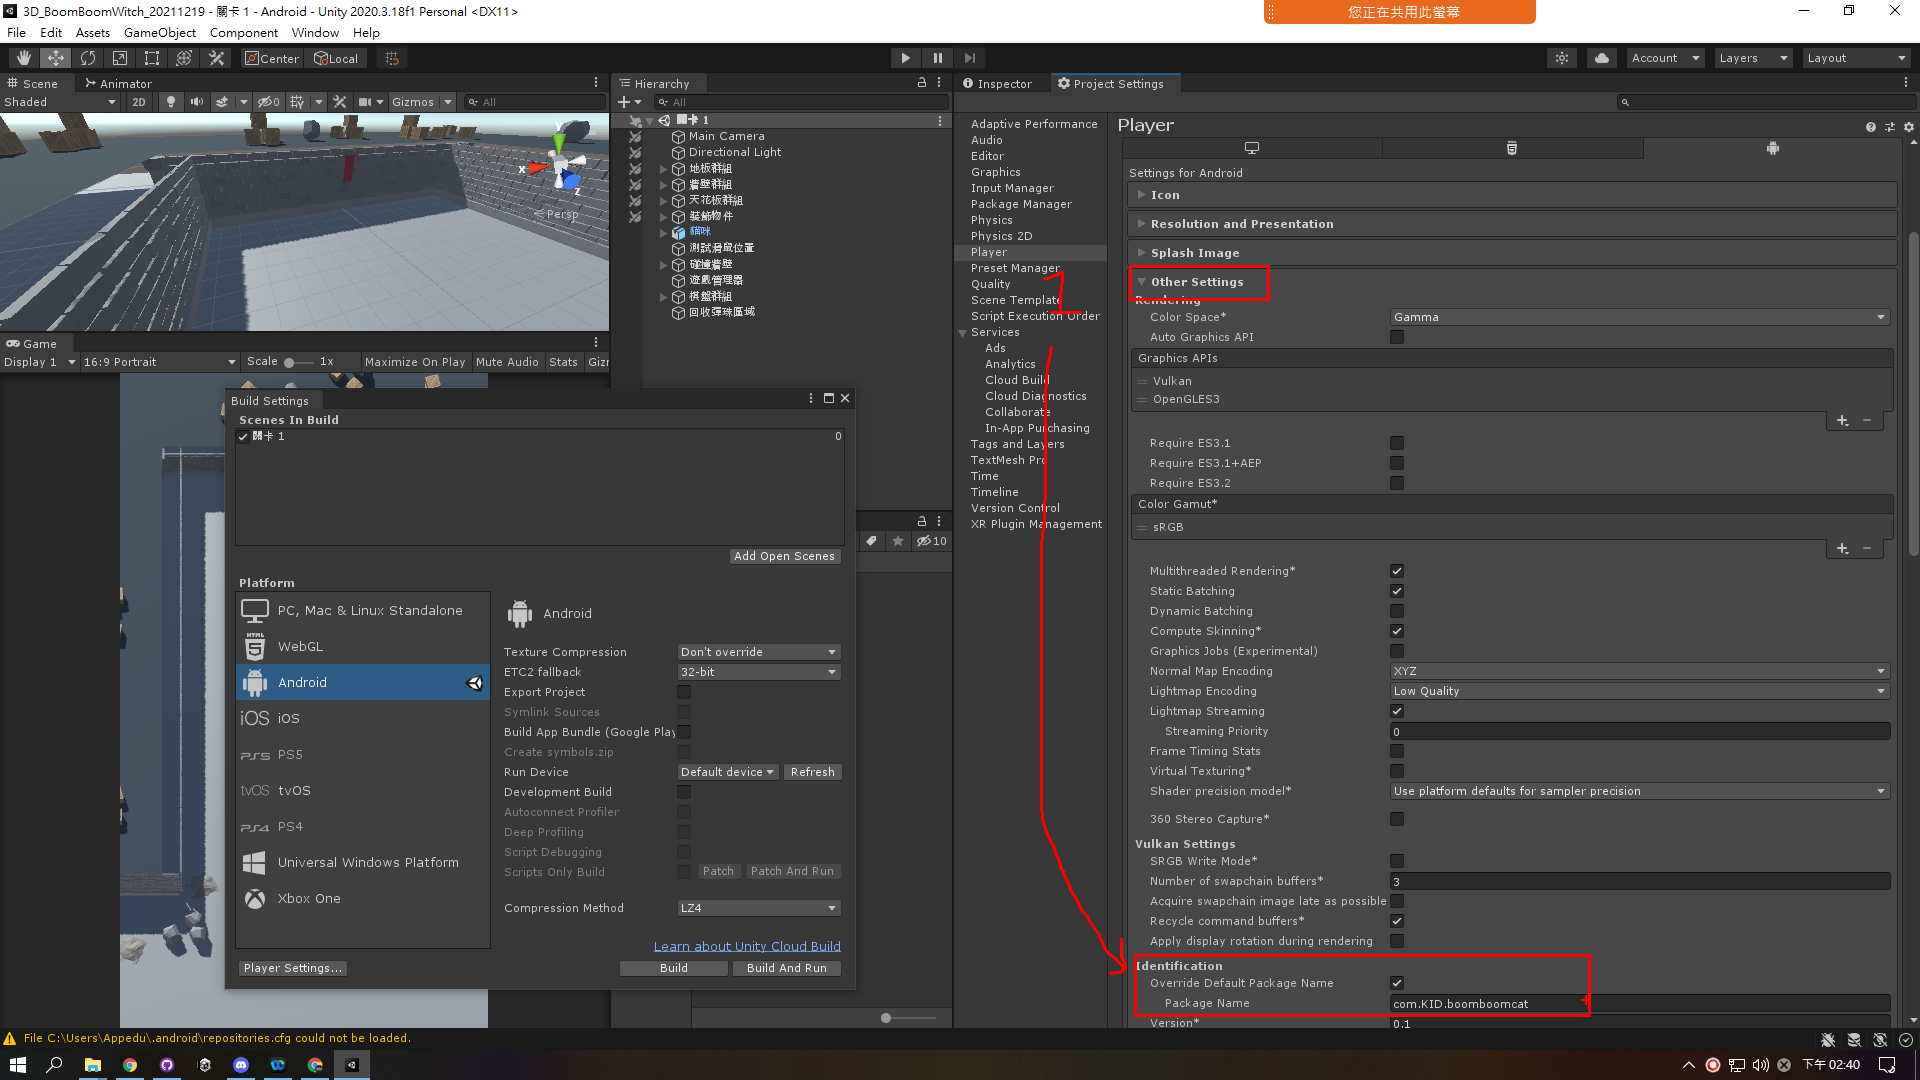 3D_BoomBoomWitch_20211219 - 關卡 1 - Android - Unity 2020.3.18f1 Personal <DX11>
您正在共用此螢幕
File Edit Assets GameObject Component Window Help
Center Local
Account Layers Layout
Scene Animator
Shaded 2D 0 Gizmos All
Hierarchy
All
關卡 1
Main Camera
Directional Light
地板群組
牆壁群組
天花板群組
裝飾物件
貓咪
測試滑鼠位置
碰撞牆壁
遊戲管理器
棋盤群組
回收彈珠區域
y
x
z
Persp
Game
Display 1 16:9 Portrait Scale 1x Maximize On Play Mute Audio Stats Giz
10
Build Settings
Scenes In Build
關卡 1 0
Add Open Scenes
Platform
PC, Mac & Linux Standalone
HTML
WebGL
Android
iOS iOS
PS5 PS5
tvOS tvOS
PS4 PS4
Universal Windows Platform
Xbox One
Android
Texture Compression Don't override
ETC2 fallback 32-bit
Export Project
Symlink Sources
Build App Bundle (Google Play
Create symbols.zip
Run Device Default device Refresh
Development Build
Autoconnect Profiler
Deep Profiling
Script Debugging
Scripts Only Build Patch Patch And Run
Compression Method LZ4
Learn about Unity Cloud Build
Player Settings... Build Build And Run
Inspector Project Settings
Adaptive Performance
Audio
Editor
Graphics
Input Manager
Package Manager
Physics
Physics 2D
Player
Preset Manager
Quality
Scene Template
Script Execution Order
Services
Ads
Analytics
Cloud Build
Cloud Diagnostics
Collaborate
In-App Purchasing
Tags and Layers
TextMesh Pro
Time
Timeline
Version Control
XR Plugin Management
1
Player
Settings for Android
Icon
Resolution and Presentation
Splash Image
Other Settings
Rendering
Color Space* Gamma
Auto Graphics API
Graphics APIs
Vulkan
OpenGLES3
Require ES3.1
Require ES3.1+AEP
Require ES3.2
Color Gamut*
sRGB
Multithreaded Rendering*
Static Batching
Dynamic Batching
Compute Skinning*
Graphics Jobs (Experimental)
Normal Map Encoding XYZ
Lightmap Encoding Low Quality
Lightmap Streaming
Streaming Priority 0
Frame Timing Stats
Virtual Texturing*
Shader precision model* Use platform defaults for sampler precision
360 Stereo Capture*
Vulkan Settings
SRGB Write Mode*
Number of swapchain buffers* 3
Acquire swapchain image late as possible
Recycle command buffers*
Apply display rotation during rendering
Identification
Override Default Package Name
Package Name com.KID.boomboomcat
Version* 0.1
File C:\Users\Appedu\.android\repositories.cfg could not be loaded.
下午 02:40